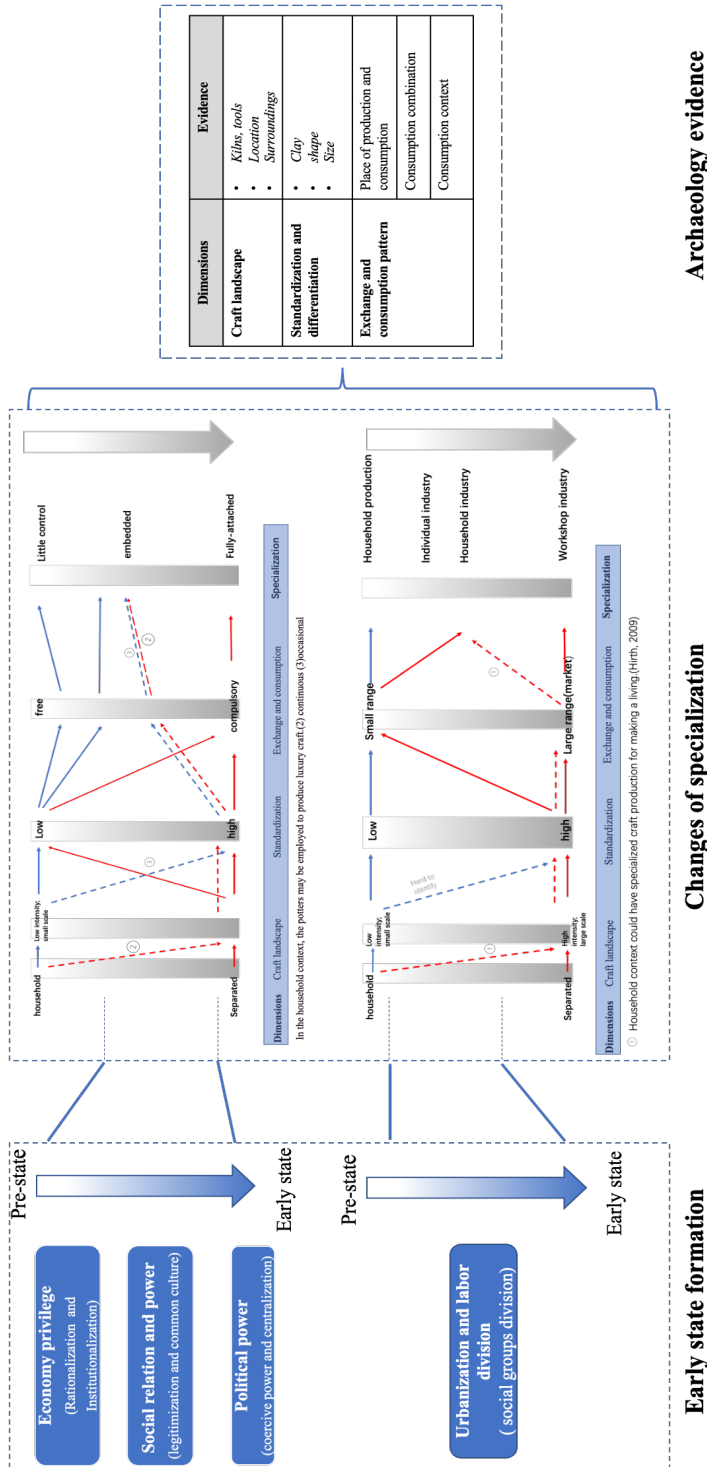 Economy privilege
(Rationalization and
Institutionalization)
Social relation and power
(legitimization and common culture)
Political power
(coercive power and centralization)
Pre-state
Early state
Urbanization and labor
division
( social groups division)
Pre-state
Early state
Early state formation
household
Separated
Low intensity;
small scale
Low
high
free
compulsory
Little control
embedded
Fully-attached
②
③
③
②
Dimensions
Craft landscape
Standardization
Exchange and consumption
Specialization
In the household context, the potters may be employed to produce luxury craft.(2) continuous (3)occasional
household
Separated
Low
intensity;
small scale
High
intensity;
large scale
①
Hard to
identify
Low
high
Small range
Large range(market)
①
Household production
Individual industry
Household industry
Workshop industry
Dimensions
Craft landscape
Standardization
Exchange and consumption
Specialization
① Household context could have specialized craft production for making a living.(Hirth, 2009)
Changes of specialization
Dimensions
Evidence
Craft landscape
• Kilns, tools
• Location
• Surroundings
Standardization and
differentiation
• Clay
• shape
• Size
Exchange and
consumption pattern
Place of production and
consumption
Consumption combination
Consumption context
Archaeology evidence